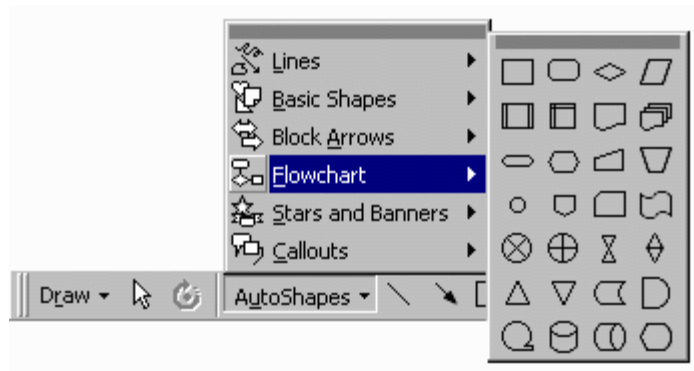 Lines
Basic Shapes
Block Arrows
Flowchart
Stars and Banners
Callouts
Draw
AutoShapes